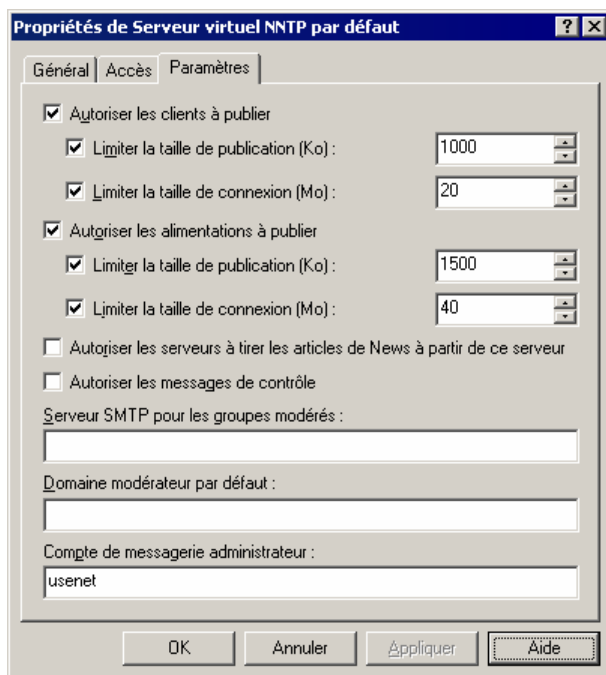 Propriétés de Serveur virtuel NNTP par défaut
Général Accès Paramètres
Autoriser les clients à publier
Limiter la taille de publication (Ko) : 1000
Limiter la taille de connexion (Mo) : 20
Autoriser les alimentations à publier
Limiter la taille de publication (Ko) : 1500
Limiter la taille de connexion (Mo) : 40
Autoriser les serveurs à tirer les articles de News à partir de ce serveur
Autoriser les messages de contrôle
Serveur SMTP pour les groupes modérés :
Domaine modérateur par défaut :
Compte de messagerie administrateur :
usenet
OK Annuler Appliquer Aide